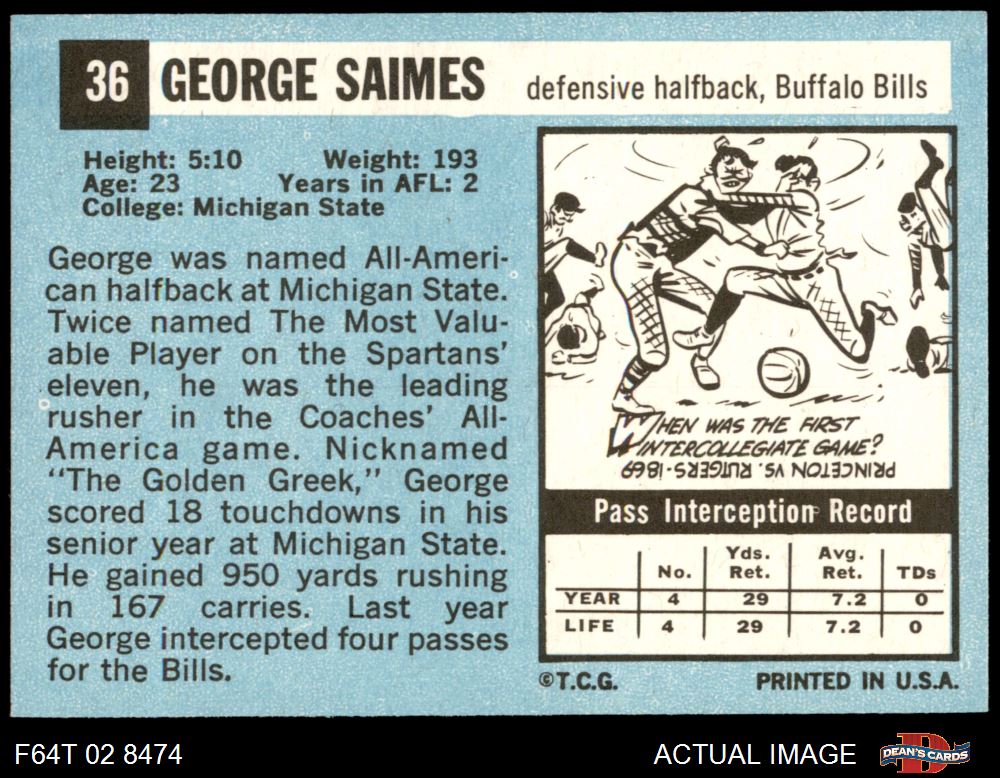 36 GEORGE SAIMES defensive halfback, Buffalo Bills
Height: 5:10 Weight: 193
Age: 23 Years in AFL: 2
College: Michigan State
George was named All-Ameri-
can halfback at Michigan State.
Twice named The Most Valu-
able Player on the Spartans'
eleven, he was the leading
rusher in the Coaches' All-
America game. Nicknamed
"The Golden Greek," George
scored 18 touchdowns in his
senior year at Michigan State.
He gained 950 yards rushing
in 167 carries. Last year
George intercepted four passes
for the Bills.
WHEN WAS THE FIRST
INTERCOLLEGIATE GAME?
PRINCETON VS. RUTGERS - 1869
Pass Interception Record
No. Yds. Ret. Avg. Ret. TDs
YEAR 4 29 7.2 0
LIFE 4 29 7.2 0
©T.C.G. PRINTED IN U.S.A.
F64T 02 8474 ACTUAL IMAGE DEAN'S CARDS